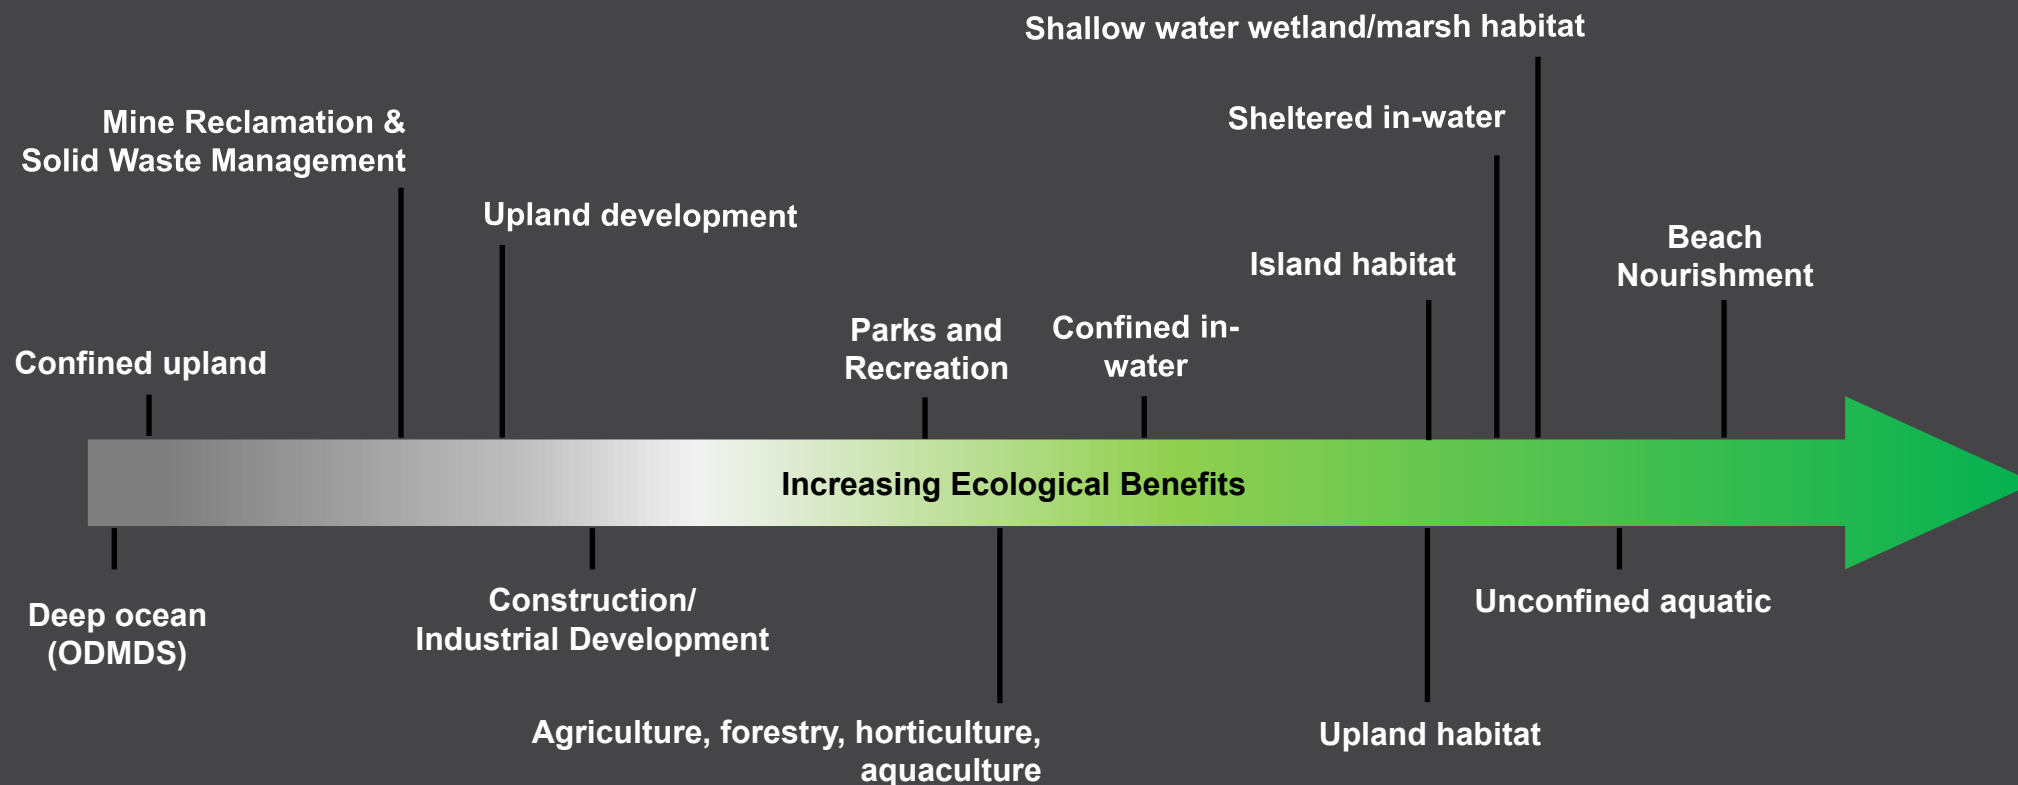 Shallow water wetland/marsh habitat
Mine Reclamation &
Solid Waste Management
Sheltered in-water
Upland development
Beach
Nourishment
Island habitat
Parks and
Recreation
Confined in-
water
Confined upland
Increasing Ecological Benefits
Deep ocean
(ODMDS)
Construction/
Industrial Development
Unconfined aquatic
Agriculture, forestry, horticulture,
aquaculture
Upland habitat